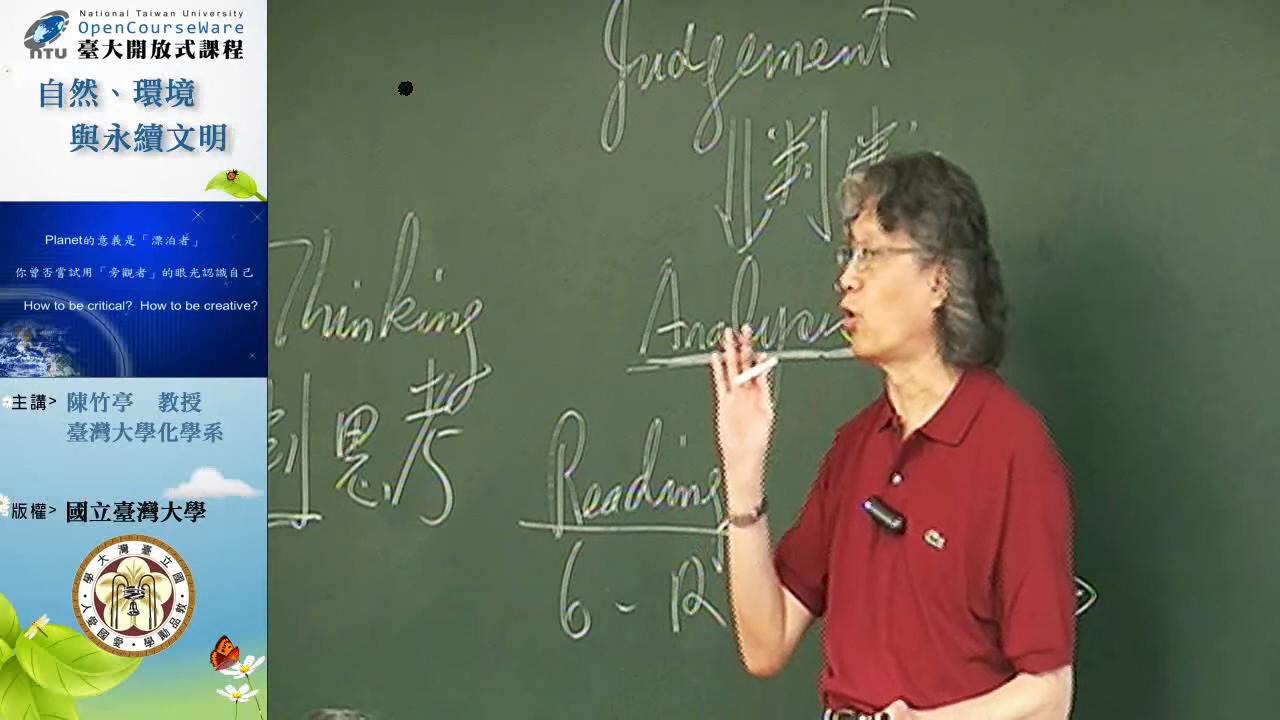 National Taiwan University
OpenCourseWare
NTU
臺大開放式課程
自然、環境
與永續文明
Planet的意義是「漂泊者」
你曾否嘗試用「旁觀者」的眼光認識自己
How to be critical? How to be creative?
主講> 陳竹亭 教授
臺灣大學化學系
版權> 國立臺灣大學
Judgement
判準
Thinking
思考
Reading
6 - 12